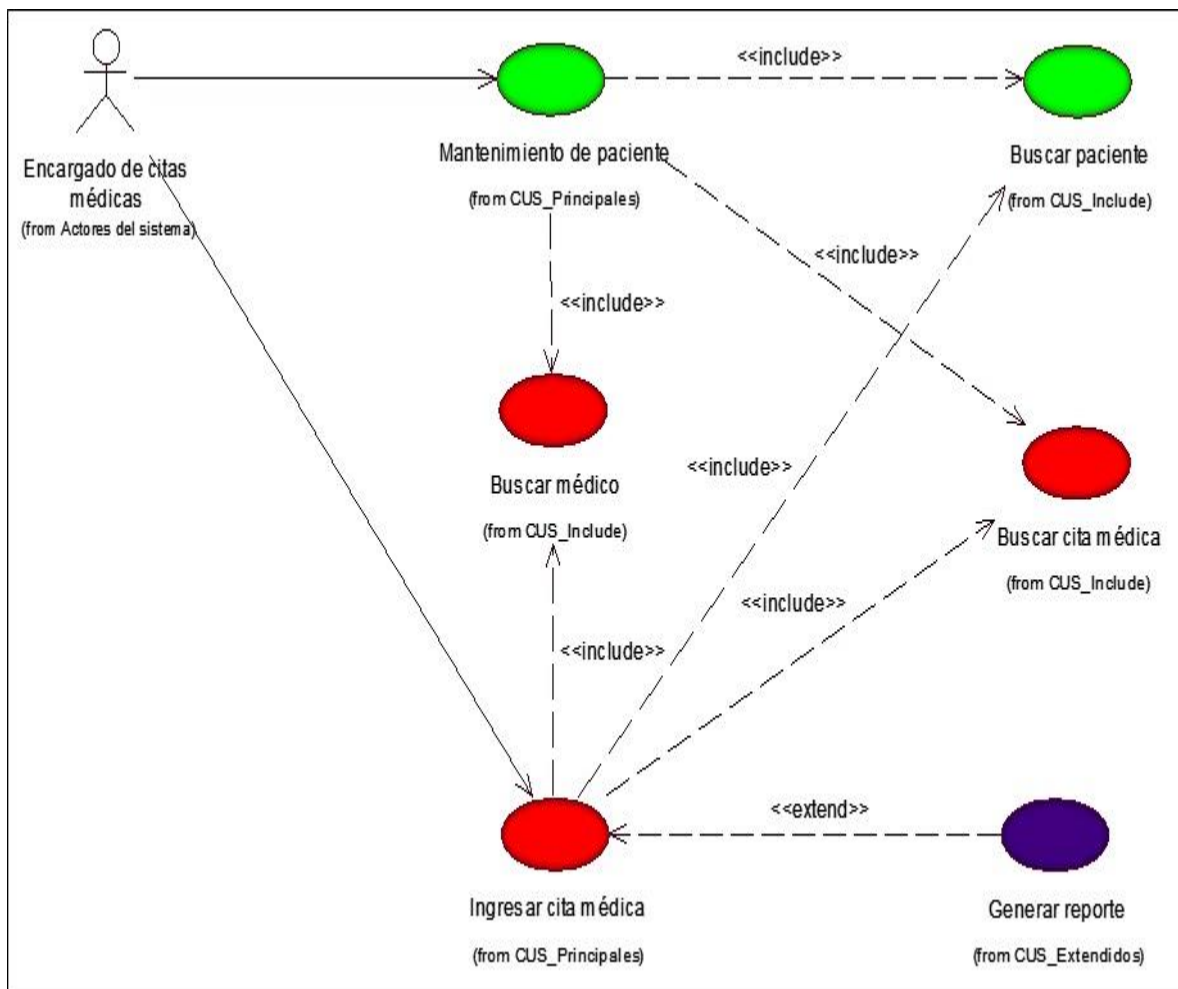 <<include>>
Encargado de citas
médicas
(from Actores del sistema)
Mantenimiento de paciente
(from CUS_Principales)
Buscar paciente
(from CUS_Include)
<<include>>
<<include>>
Buscar médico
(from CUS_Include)
<<include>>
Buscar cita médica
(from CUS_Include)
<<include>>
<<include>>
<<extend>>
Ingresar cita médica
(from CUS_Principales)
Generar reporte
(from CUS_Extendidos)